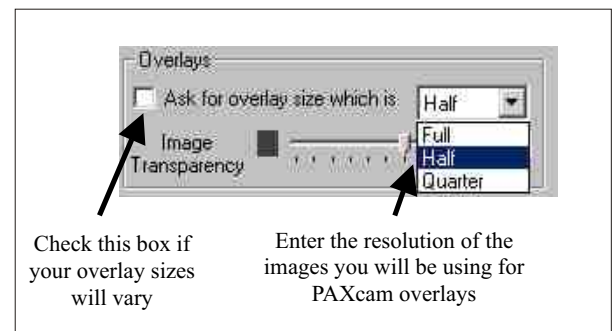 Overlays
Ask for overlay size which is Half
Full
Image
Half
Transparency
Quarter
Check this box if
your overlay sizes
will vary
Enter the resolution of the
images you will be using for
PAXcam overlays